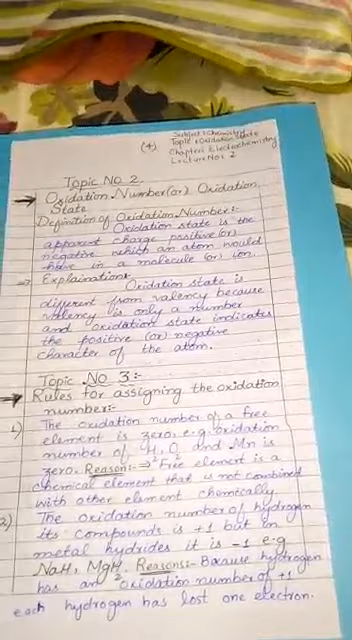 (4)
Subject: Chemistry
Topic: Oxidation State
Chapter: Electrochemistry
Lecture No: 2
Topic NO 2
→ Oxidation Number (or) Oxidation
State
Definition of Oxidation Number:-
Oxidation state is the
apparent charge positive (or)
negative which an atom would
have in a molecule (or) ion.
⇒ Explaination:-
Oxidation state is
different from valency because
valency is only a number
and oxidation state indicates
the positive (or) negative
character of the atom.
Topic NO 3:-
→ Rules for assigning the oxidation
number:-
1) The oxidation number of a free
element is zero. e.g. oxidation
number of H₂, O₂ and Mn is
zero. Reason:-→ Free element is a
chemical element that is not combined
with other element chemically.
2) The oxidation number of hydrogen
its compounds is +1 but in
metal hydrides it is -1 e.g
NaH, MgH₂. Reasons:- Because hydrogen
has an oxidation number of +1
each hydrogen has lost one electron.